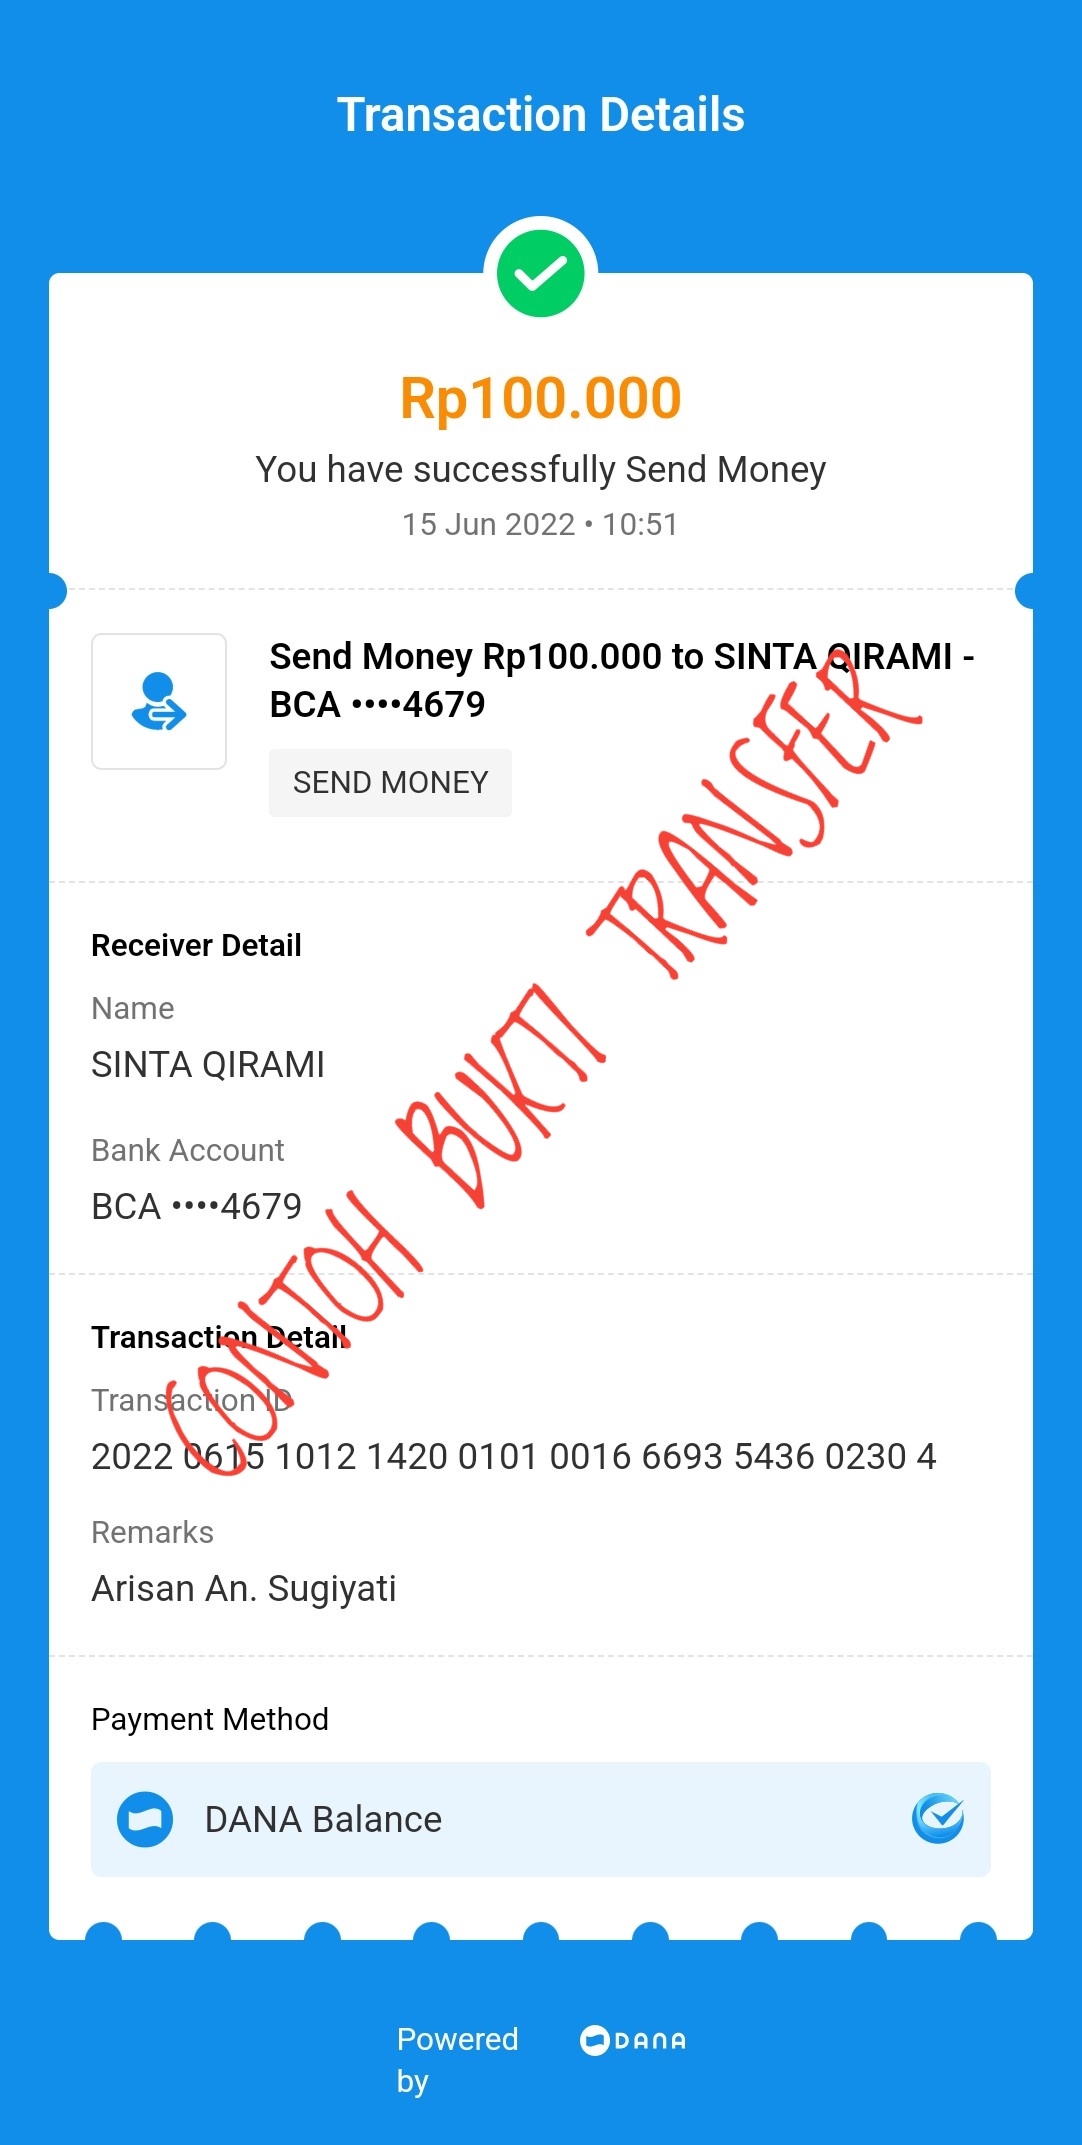 Transaction Details
Rp100.000
You have successfully Send Money
15 Jun 2022 • 10:51
Send Money Rp100.000 to SINTA QIRAMI -
BCA ••••4679
SEND MONEY
Receiver Detail
Name
SINTA QIRAMI
Bank Account
BCA ••••4679
Transaction Detail
Transaction ID
2022 0615 1012 1420 0101 0016 6693 5436 0230 4
Remarks
Arisan An. Sugiyati
Payment Method
DANA Balance
Powered
by
DANA
CONTOH BUKTI TRANSFER